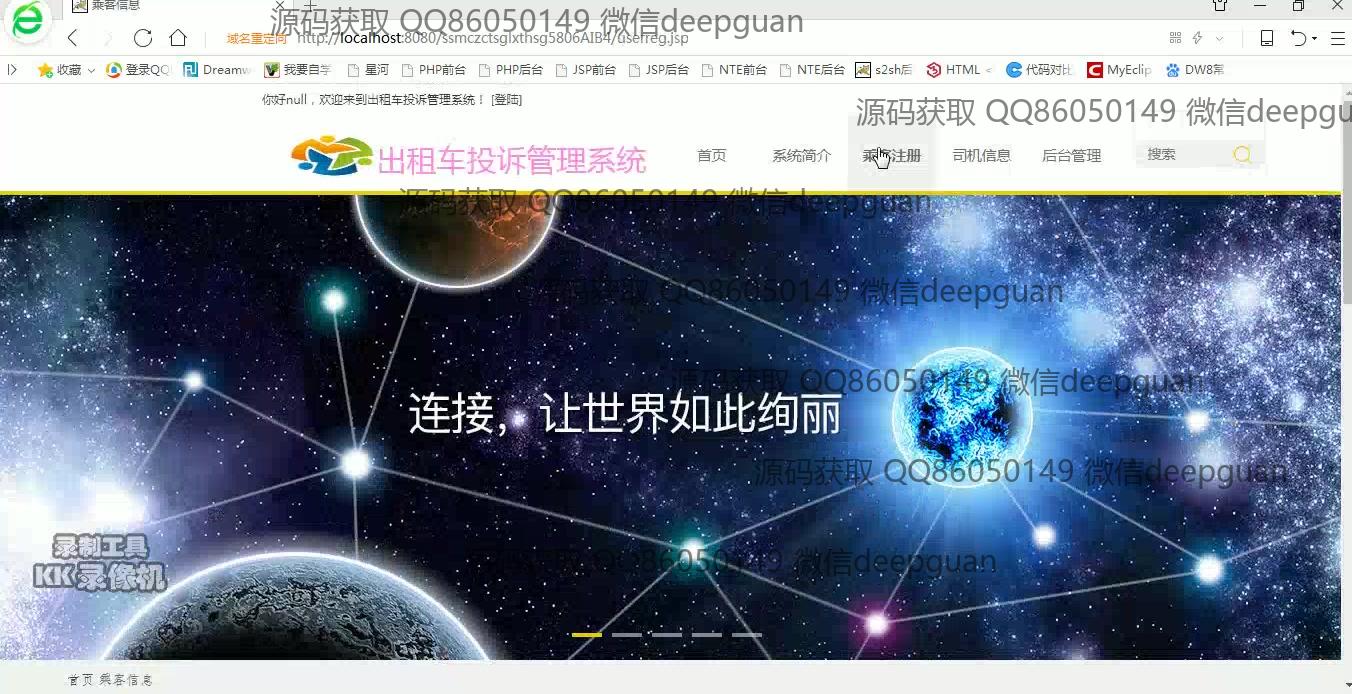 乘客信息
源码获取 QQ86050149 微信deepguan
域名重定向 http://localhost:8080/ssmczctsglxthsg5806AIB4/userreg.jsp
收藏 登录QQ Dreamw 我要自学 星河 PHP前台 PHP后台 JSP前台 JSP后台 NTE前台 NTE后台 s2sh后 HTML < 代码对比 MyEclip DW8常
你好null，欢迎来到出租车投诉管理系统！ [登陆]
源码获取 QQ86050149 微信deepgu
出租车投诉管理系统 首页 系统简介 乘客注册 司机信息 后台管理 搜索
源码获取 QQ86050149 微信deepguan
源码获取 QQ86050149 微信deepguan
源码获取 QQ86050149 微信deepguan
连接，让世界如此绚丽
源码获取 QQ86050149 微信deepguan
录制工具
KK录像机
源码获取 QQ86050149 微信deepguan
首页 乘客信息